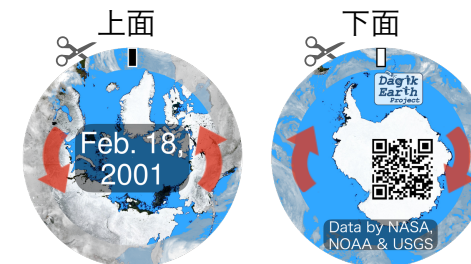 上面
下面
Feb. 18,
2001
Dagik
Earth
Project
Data by NASA,
NOAA & USGS